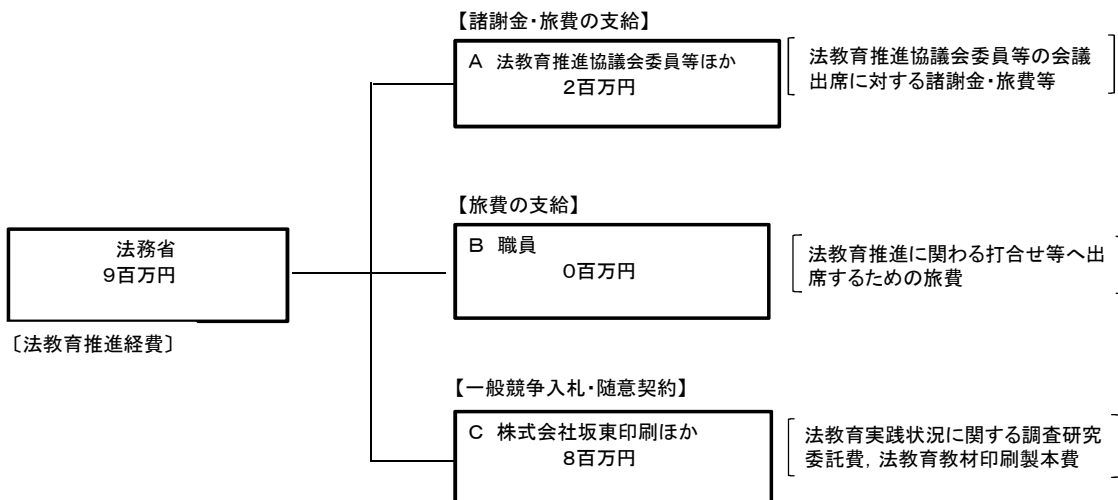 【諸謝金・旅費の支給】
A 法教育推進協議会委員等ほか
2百万円
法教育推進協議会委員等の会議
出席に対する諸謝金・旅費等
【旅費の支給】
B 職員
0百万円
法教育推進に関わる打合せ等へ出
席するための旅費
法務省
9百万円
〔法教育推進経費〕
【一般競争入札・随意契約】
C 株式会社坂東印刷ほか
8百万円
法教育実践状況に関する調査研究
委託費，法教育教材印刷製本費